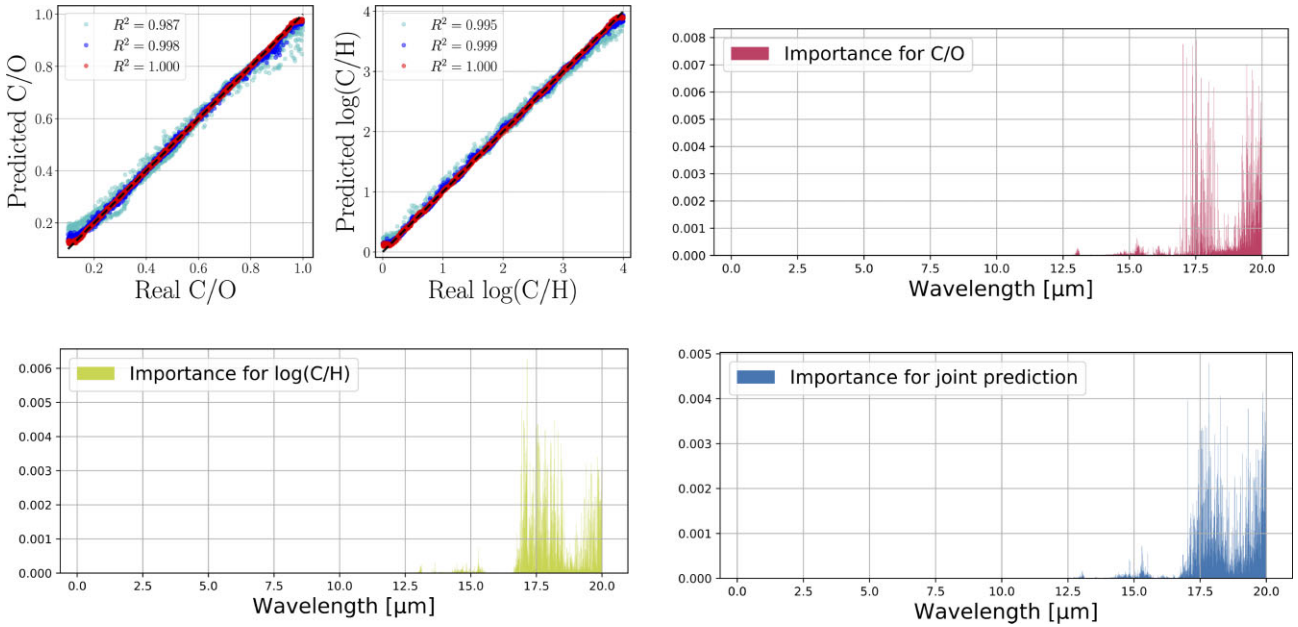 Predicted C/O
1.0
0.8
0.6
0.4
0.2
R² = 0.987
R² = 0.998
R² = 1.000
0.2 0.4 0.6 0.8 1.0
Real C/O
Predicted log(C/H)
4
3
2
1
0
R² = 0.995
R² = 0.999
R² = 1.000
0 1 2 3 4
Real log(C/H)
0.008
0.007
0.006
0.005
0.004
0.003
0.002
0.001
0.000
Importance for C/O
0.0 2.5 5.0 7.5 10.0 12.5 15.0 17.5 20.0
Wavelength [µm]
0.006
0.005
0.004
0.003
0.002
0.001
0.000
Importance for log(C/H)
0.0 2.5 5.0 7.5 10.0 12.5 15.0 17.5 20.0
Wavelength [µm]
0.005
0.004
0.003
0.002
0.001
0.000
Importance for joint prediction
0.0 2.5 5.0 7.5 10.0 12.5 15.0 17.5 20.0
Wavelength [µm]